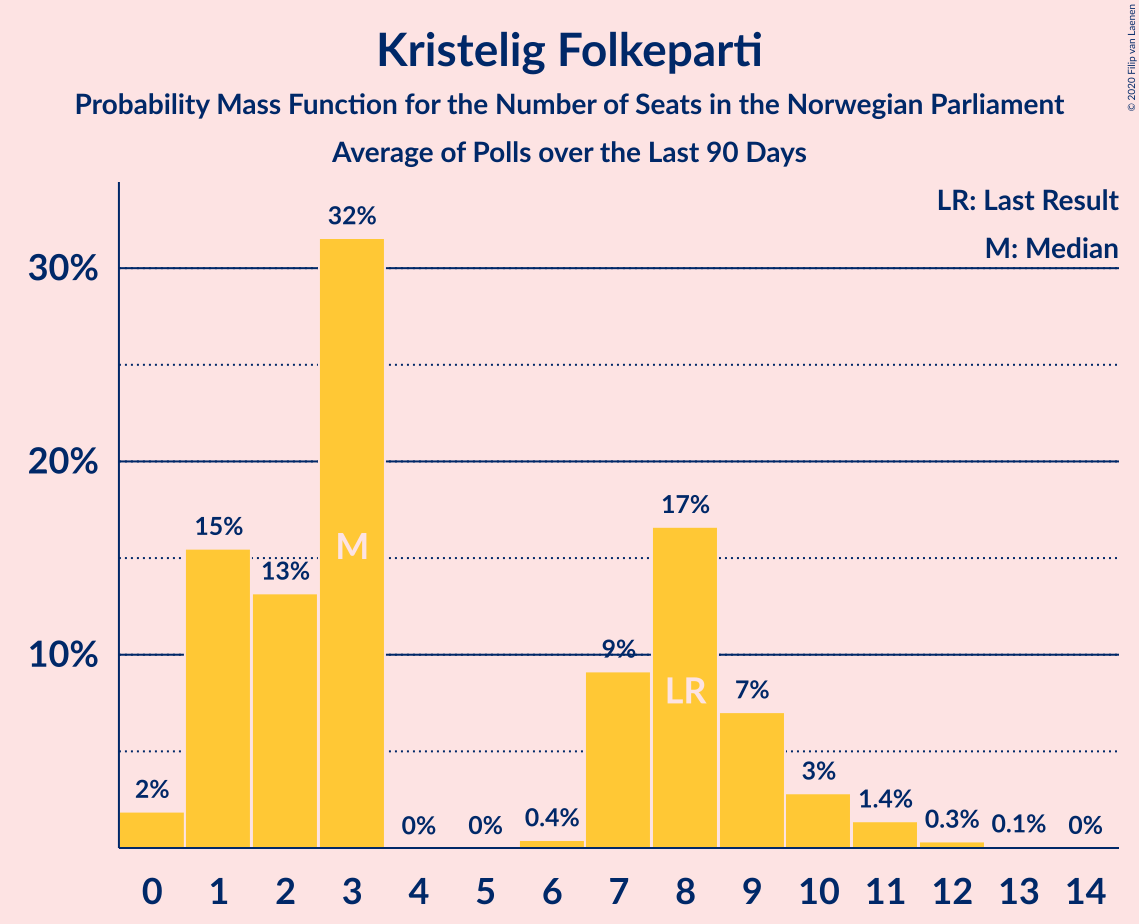 Kristelig Folkeparti
Probability Mass Function for the Number of Seats in the Norwegian Parliament
Average of Polls over the Last 90 Days
© 2020 Filip van Laenen
LR: Last Result
M: Median
30%
20%
10%
2%
15%
13%
32%
0%
0%
0.4%
9%
17%
7%
3%
1.4%
0.3%
0.1%
0%
M
LR
0 1 2 3 4 5 6 7 8 9 10 11 12 13 14